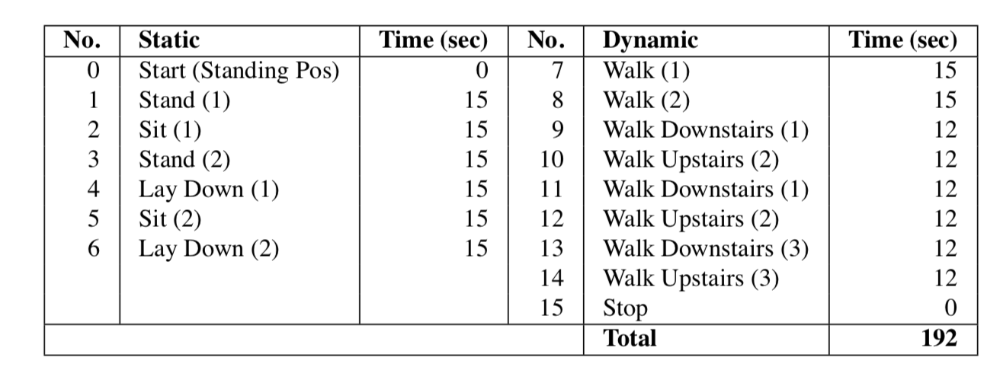 No. Static Time (sec) No. Dynamic Time (sec)
0 Start (Standing Pos) 0 7 Walk (1) 15
1 Stand (1) 15 8 Walk (2) 15
2 Sit (1) 15 9 Walk Downstairs (1) 12
3 Stand (2) 15 10 Walk Upstairs (2) 12
4 Lay Down (1) 15 11 Walk Downstairs (1) 12
5 Sit (2) 15 12 Walk Upstairs (2) 12
6 Lay Down (2) 15 13 Walk Downstairs (3) 12
14 Walk Upstairs (3) 12
15 Stop 0
Total 192